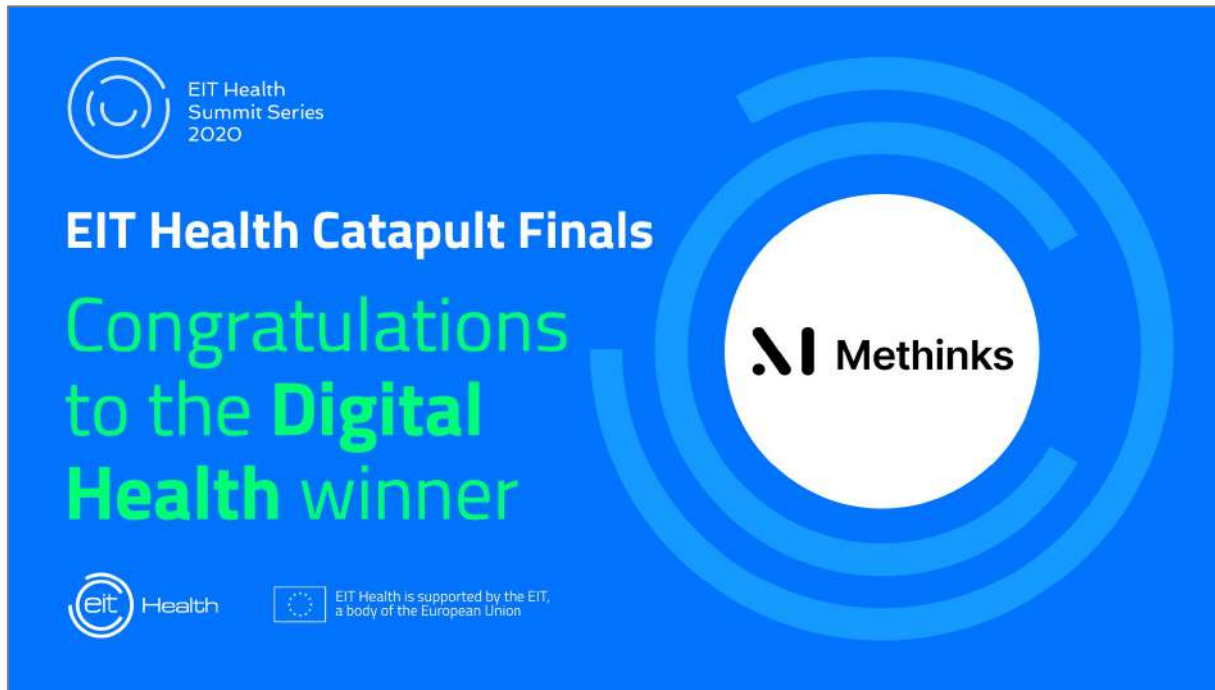 EIT Health
Summit Series
2020
EIT Health Catapult Finals
Congratulations
to the Digital
Health winner
Methinks
eit Health
EIT Health is supported by the EIT,
a body of the European Union